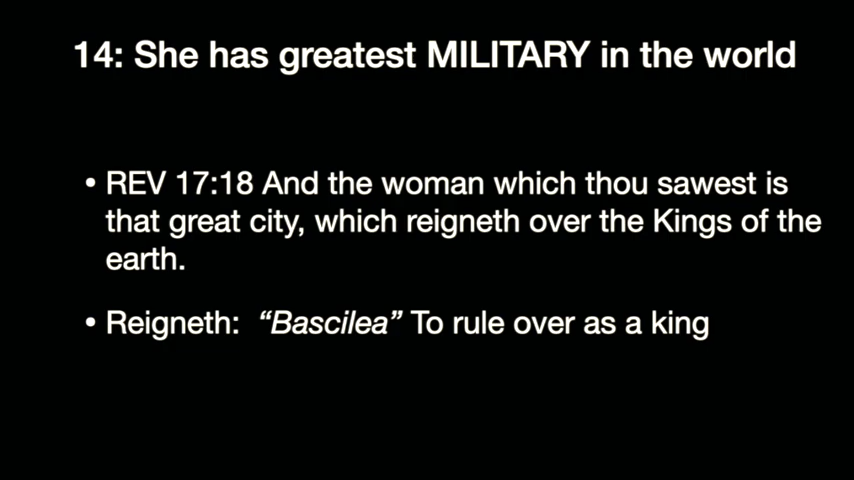 14: She has greatest MILITARY in the world
• REV 17:18 And the woman which thou sawest is
that great city, which reigneth over the Kings of the
earth.
• Reigneth: “Bascilea” To rule over as a king